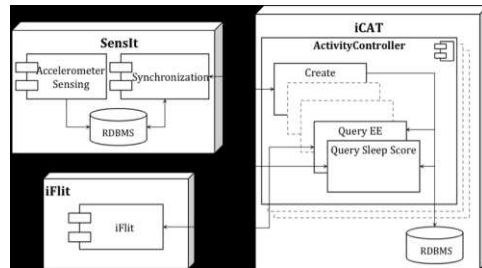 SensIt
Accelerometer
Sensing
Synchronization
RDBMS
iFlit
iFlit
iCAT
ActivityController
Create
Query EE
Query Sleep Score
RDBMS